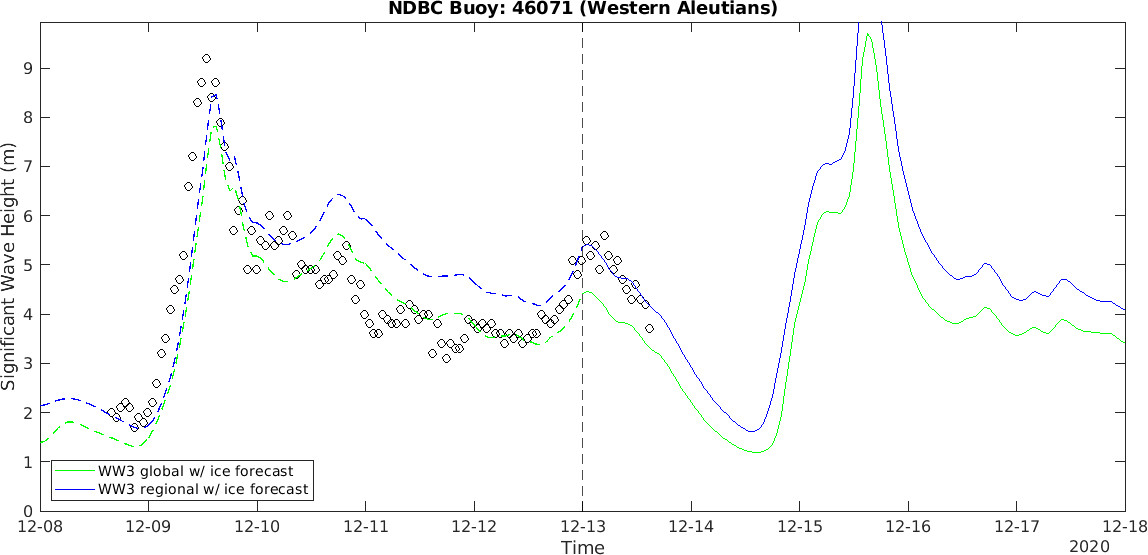 NDBC Buoy: 46071 (Western Aleutians)
Significant Wave Height (m)
9
8
7
6
5
4
3
2
1
0
WW3 global w/ ice forecast
WW3 regional w/ ice forecast
12-08 12-09 12-10 12-11 12-12 12-13 12-14 12-15 12-16 12-17 12-18
Time
2020